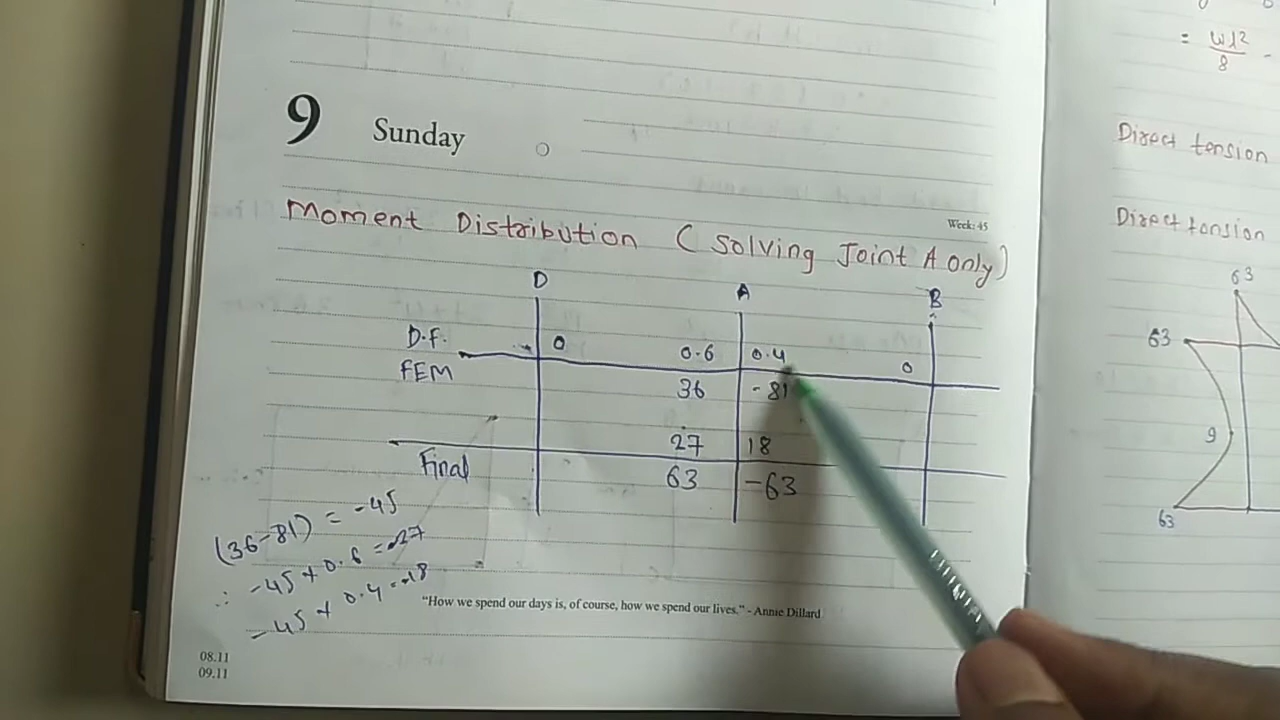 9 Sunday
Week: 45
Moment Distribution (Solving Joint A only)
D A B
D.F. 0 0.6 0.4 0
FEM 36 -81
27 18
Final 63 -63
(36-81) = -45
∴ -45 × 0.6 = -27
-45 × 0.4 = -18
"How we spend our days is, of course, how we spend our lives." - Annie Dillard
08.11
09.11
= wl²/8 -
Direct tension
Direct tension
63
63
9
63